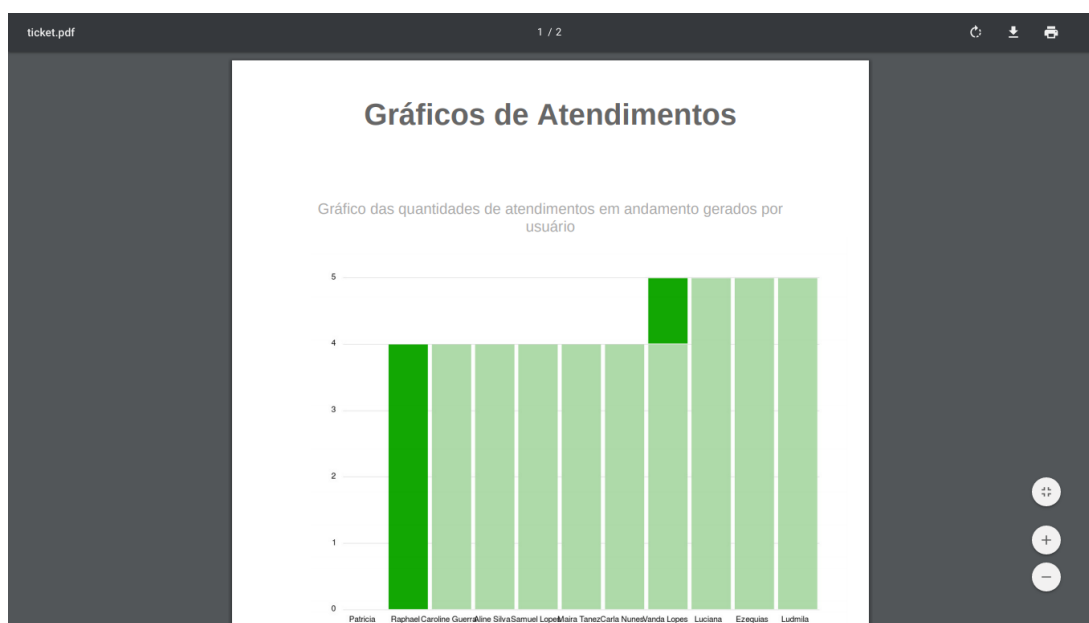 ticket.pdf
1 / 2
Gráficos de Atendimentos
Gráfico das quantidades de atendimentos em andamento gerados por
usuário
5
4
3
2
1
0
Patricia Raphael Caroline Guerra Aline Silva Samuel Lopes Maira Tanez Carla Nunes Vanda Lopes Luciana Ezequias Ludmila